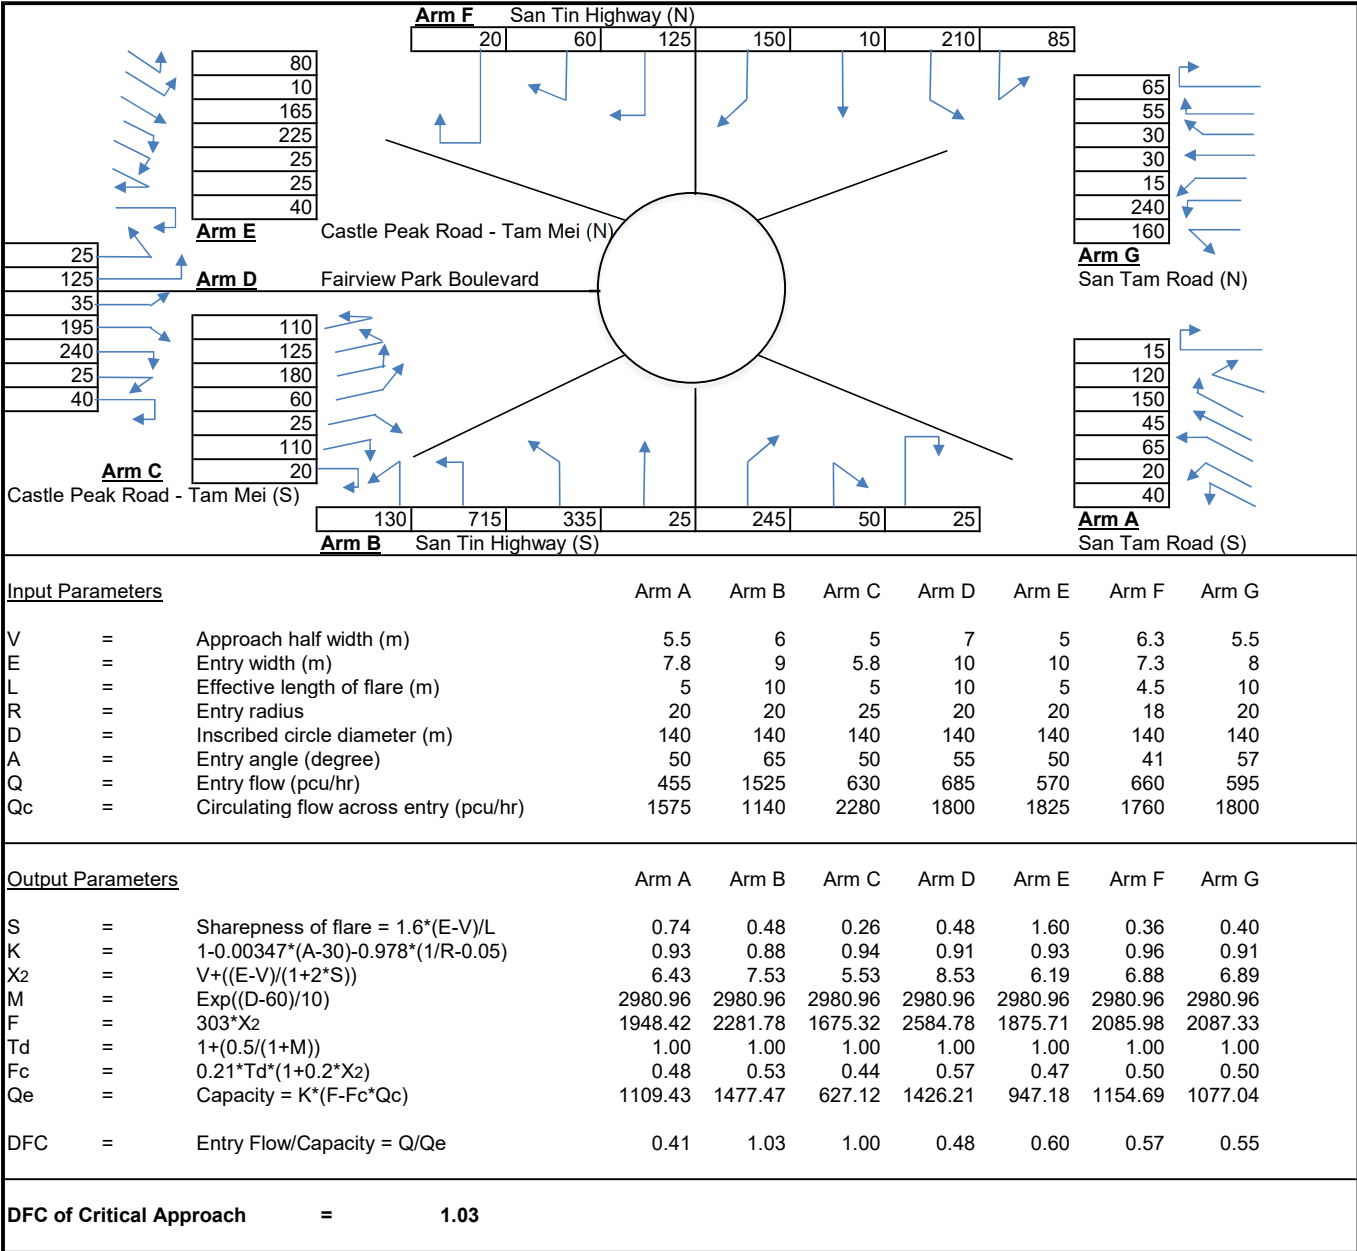 Arm F San Tin Highway (N)
20 60 125 150 10 210 85
80
10
165
225
25
25
40
Arm E Castle Peak Road - Tam Mei (N)
65
55
30
30
15
240
160
Arm G
San Tam Road (N)
25
125
35
195
240
25
40
Arm D Fairview Park Boulevard
110
125
180
60
25
110
20
Arm C
Castle Peak Road - Tam Mei (S)
15
120
150
45
65
20
40
Arm A
San Tam Road (S)
130 715 335 25 245 50 25
Arm B San Tin Highway (S)
Input Parameters Arm A Arm B Arm C Arm D Arm E Arm F Arm G
V = Approach half width (m) 5.5 6 5 7 5 6.3 5.5
E = Entry width (m) 7.8 9 5.8 10 10 7.3 8
L = Effective length of flare (m) 5 10 5 10 5 4.5 10
R = Entry radius 20 20 25 20 20 18 20
D = Inscribed circle diameter (m) 140 140 140 140 140 140 140
A = Entry angle (degree) 50 65 50 55 50 41 57
Q = Entry flow (pcu/hr) 455 1525 630 685 570 660 595
Qc = Circulating flow across entry (pcu/hr) 1575 1140 2280 1800 1825 1760 1800
Output Parameters Arm A Arm B Arm C Arm D Arm E Arm F Arm G
S = Sharepness of flare = 1.6*(E-V)/L 0.74 0.48 0.26 0.48 1.60 0.36 0.40
K = 1-0.00347*(A-30)-0.978*(1/R-0.05) 0.93 0.88 0.94 0.91 0.93 0.96 0.91
X2 = V+((E-V)/(1+2*S)) 6.43 7.53 5.53 8.53 6.19 6.88 6.89
M = Exp((D-60)/10) 2980.96 2980.96 2980.96 2980.96 2980.96 2980.96 2980.96
F = 303*X2 1948.42 2281.78 1675.32 2584.78 1875.71 2085.98 2087.33
Td = 1+(0.5/(1+M)) 1.00 1.00 1.00 1.00 1.00 1.00 1.00
Fc = 0.21*Td*(1+0.2*X2) 0.48 0.53 0.44 0.57 0.47 0.50 0.50
Qe = Capacity = K*(F-Fc*Qc) 1109.43 1477.47 627.12 1426.21 947.18 1154.69 1077.04
DFC = Entry Flow/Capacity = Q/Qe 0.41 1.03 1.00 0.48 0.60 0.57 0.55
DFC of Critical Approach = 1.03